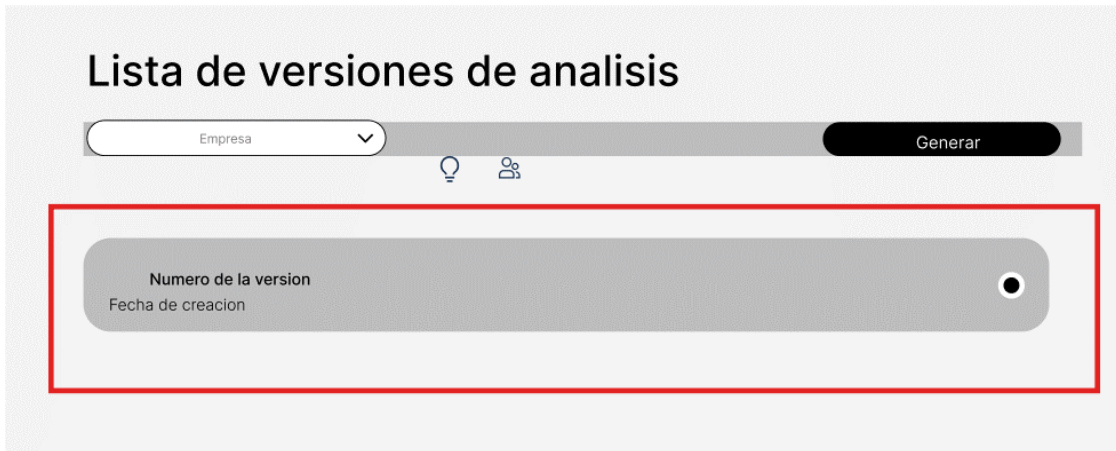 Lista de versiones de analisis
Empresa
Generar
Numero de la version
Fecha de creacion